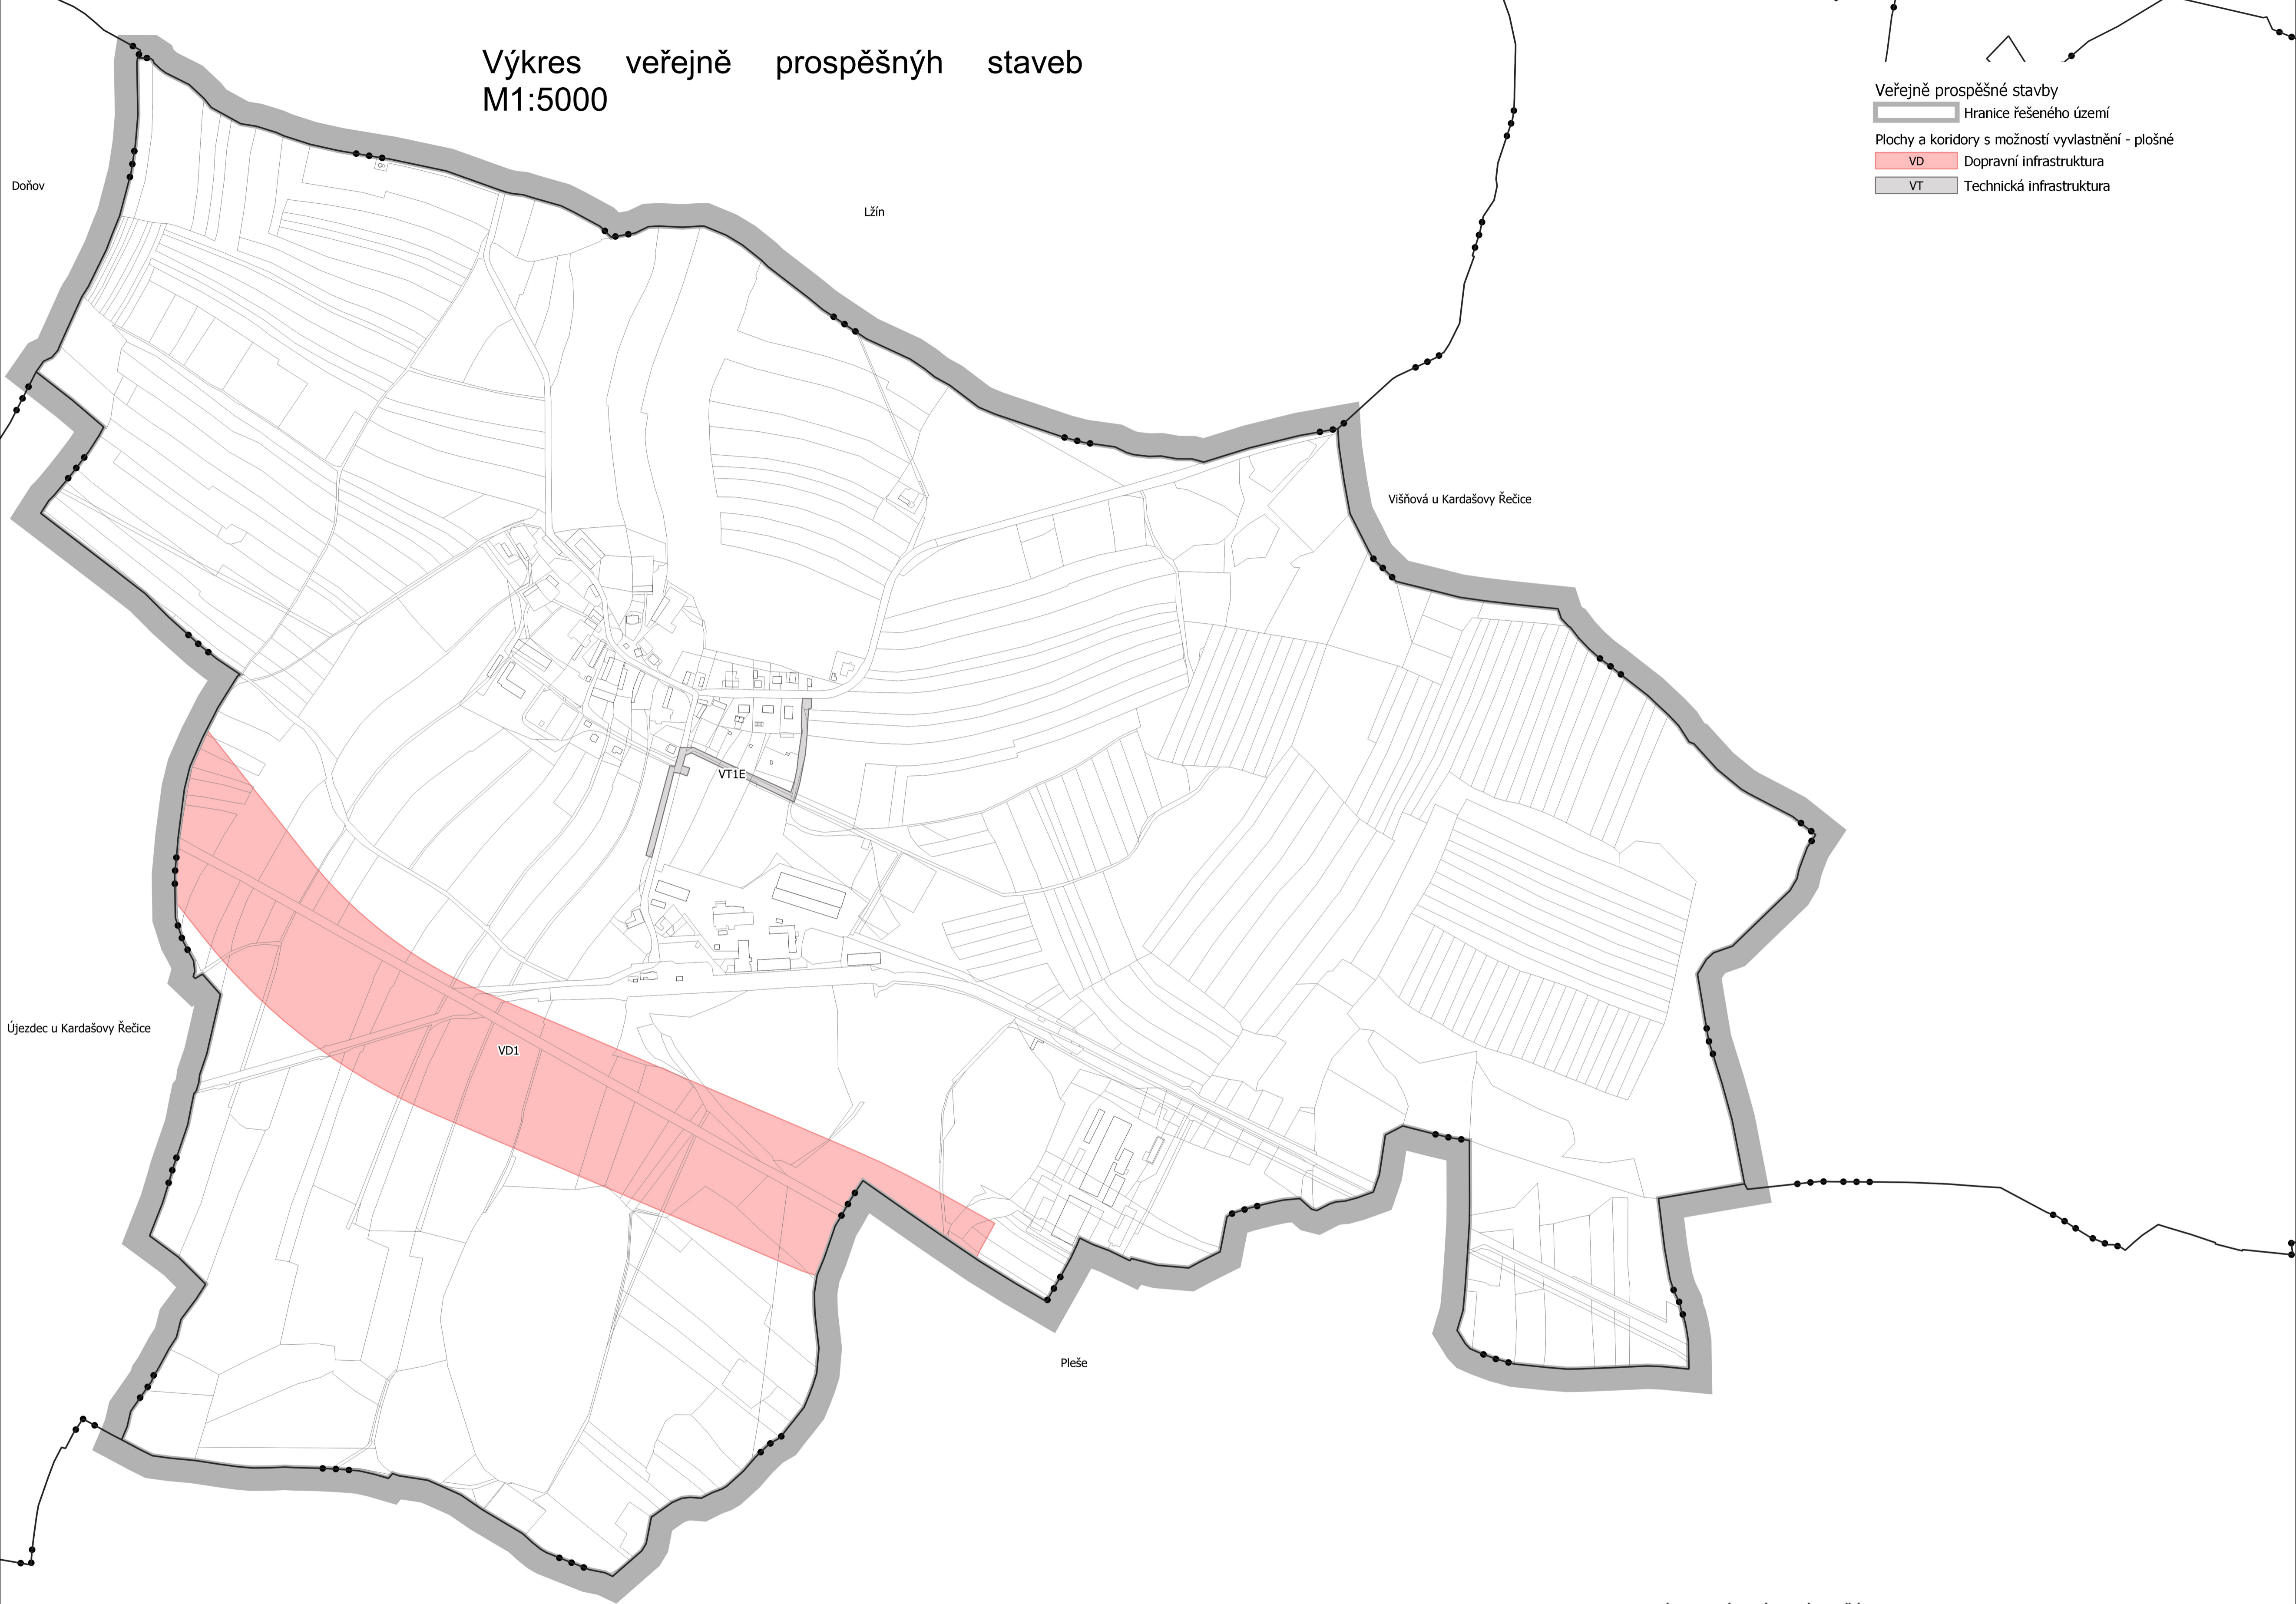 Výkres veřejně prospěšnýh staveb
M1:5000
Veřejně prospěšné stavby
Hranice řešeného území
Plochy a koridory s možností vyvlastnění - plošné
VD Dopravní infrastruktura
VT Technická infrastruktura
Doňov
Lžín
Višňová u Kardašovy Řečice
VT1E
Újezdec u Kardašovy Řečice
VD1
Pleše